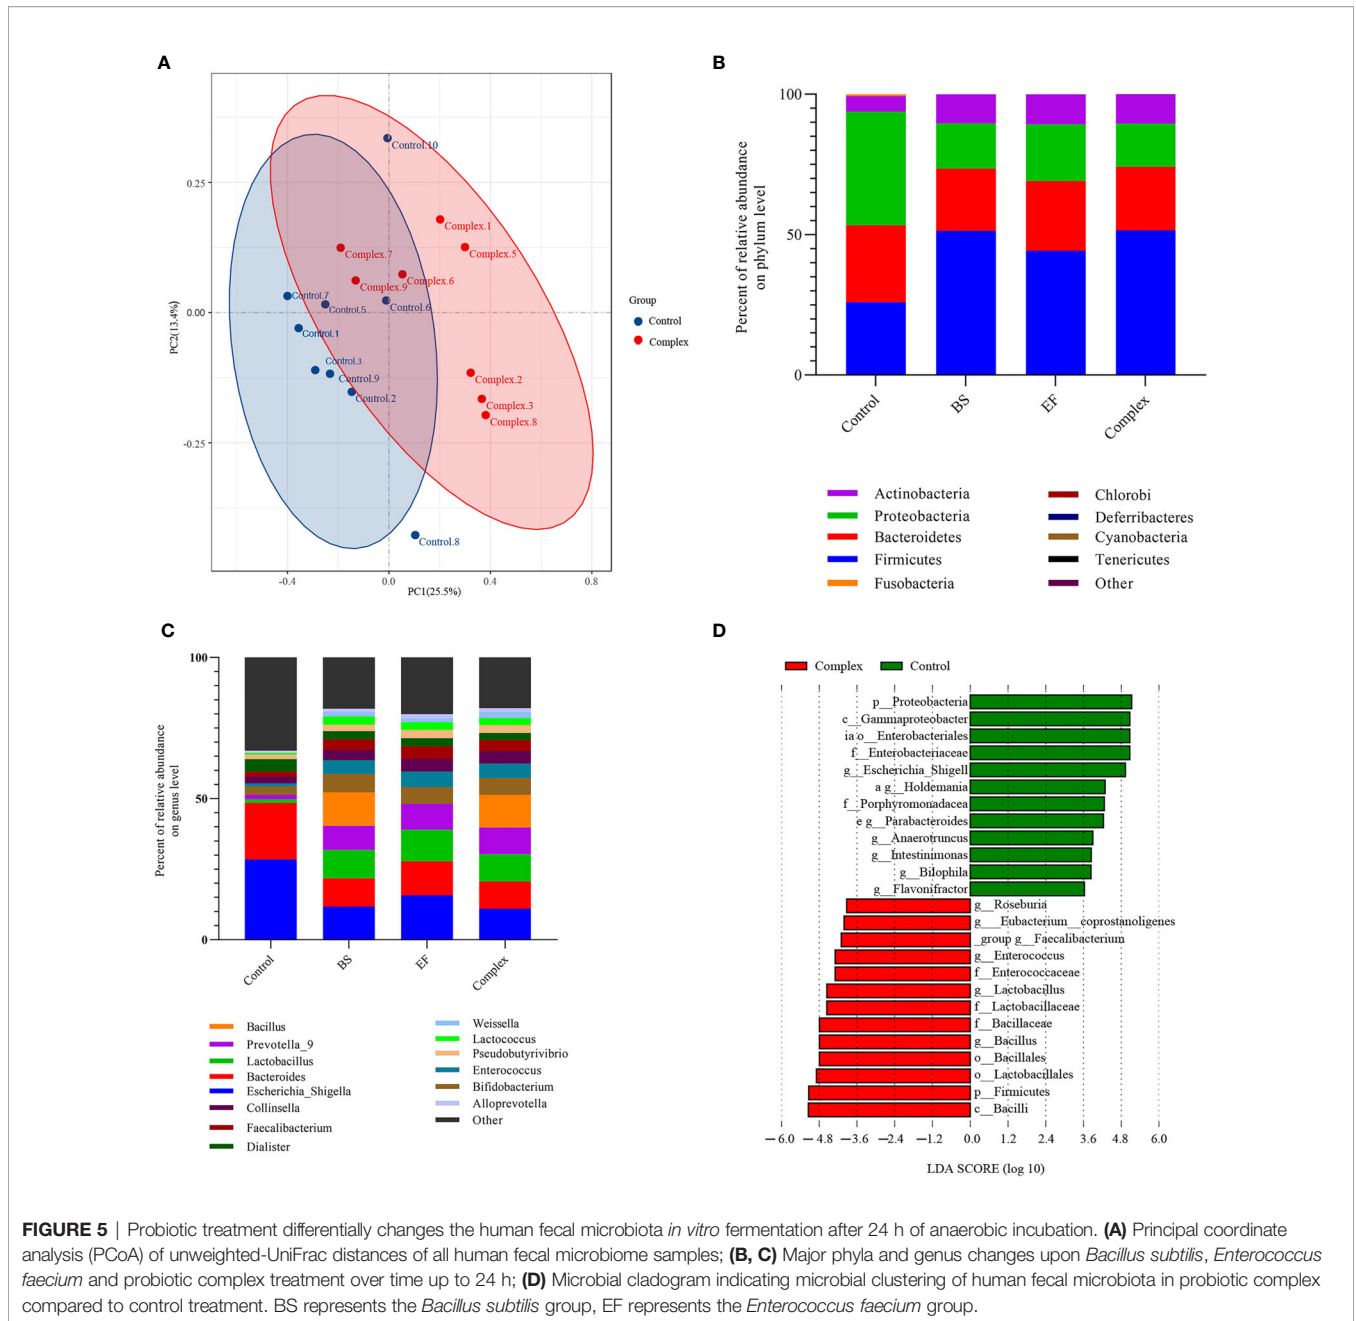 A
0.25
0.00
-0.25
PC2(13.4%)
-0.4
0.0
0.4
0.8
PC1(25.5%)
Control.10
Complex.1
Complex.5
Complex.7
Complex.6
Complex.9
Control.7
Control.5
Control.6
Control.1
Control.3
Control.9
Control.2
Complex.2
Complex.3
Complex.8
Control.8
Group
Control
Complex
B
Percent of relative abundance
on phylum level
100
50
0
Control
BS
EF
Complex
Actinobacteria
Proteobacteria
Bacteroidetes
Firmicutes
Fusobacteria
Chlorobi
Deferribacteres
Cyanobacteria
Tenericutes
Other
C
Percent of relative abundance
on genus level
100
50
0
Control
BS
EF
Complex
Bacillus
Prevotella_9
Lactobacillus
Bacteroides
Escherichia_Shigella
Collinsella
Faecalibacterium
Dialister
Weissella
Lactococcus
Pseudobutyrivibrio
Enterococcus
Bifidobacterium
Alloprevotella
Other
D
Complex
Control
p__Proteobacteria
c__Gammaproteobacter
ia o__Enterobacteriales
f__Enterobacteriaceae
g__Escherichia_Shigell
a g__Holdemania
f__Porphyromonadacea
e g__Parabacteroides
g__Anaerotruncus
g__Intestinimonas
g__Bilophila
g__Flavonifractor
g__Roseburia
g___Eubacterium__coprostanoligenes
_group g__Faecalibacterium
g__Enterococcus
f__Enterococcaceae
g__Lactobacillus
f__Lactobacillaceae
f__Bacillaceae
g__Bacillus
o__Bacillales
o__Lactobacillales
p__Firmicutes
c__Bacilli
−6.0 −4.8 −3.6 −2.4 −1.2 0.0 1.2 2.4 3.6 4.8 6.0
LDA SCORE (log 10)
FIGURE 5 | Probiotic treatment differentially changes the human fecal microbiota in vitro fermentation after 24 h of anaerobic incubation. (A) Principal coordinate
analysis (PCoA) of unweighted-UniFrac distances of all human fecal microbiome samples; (B, C) Major phyla and genus changes upon Bacillus subtilis, Enterococcus
faecium and probiotic complex treatment over time up to 24 h; (D) Microbial cladogram indicating microbial clustering of human fecal microbiota in probiotic complex
compared to control treatment. BS represents the Bacillus subtilis group, EF represents the Enterococcus faecium group.